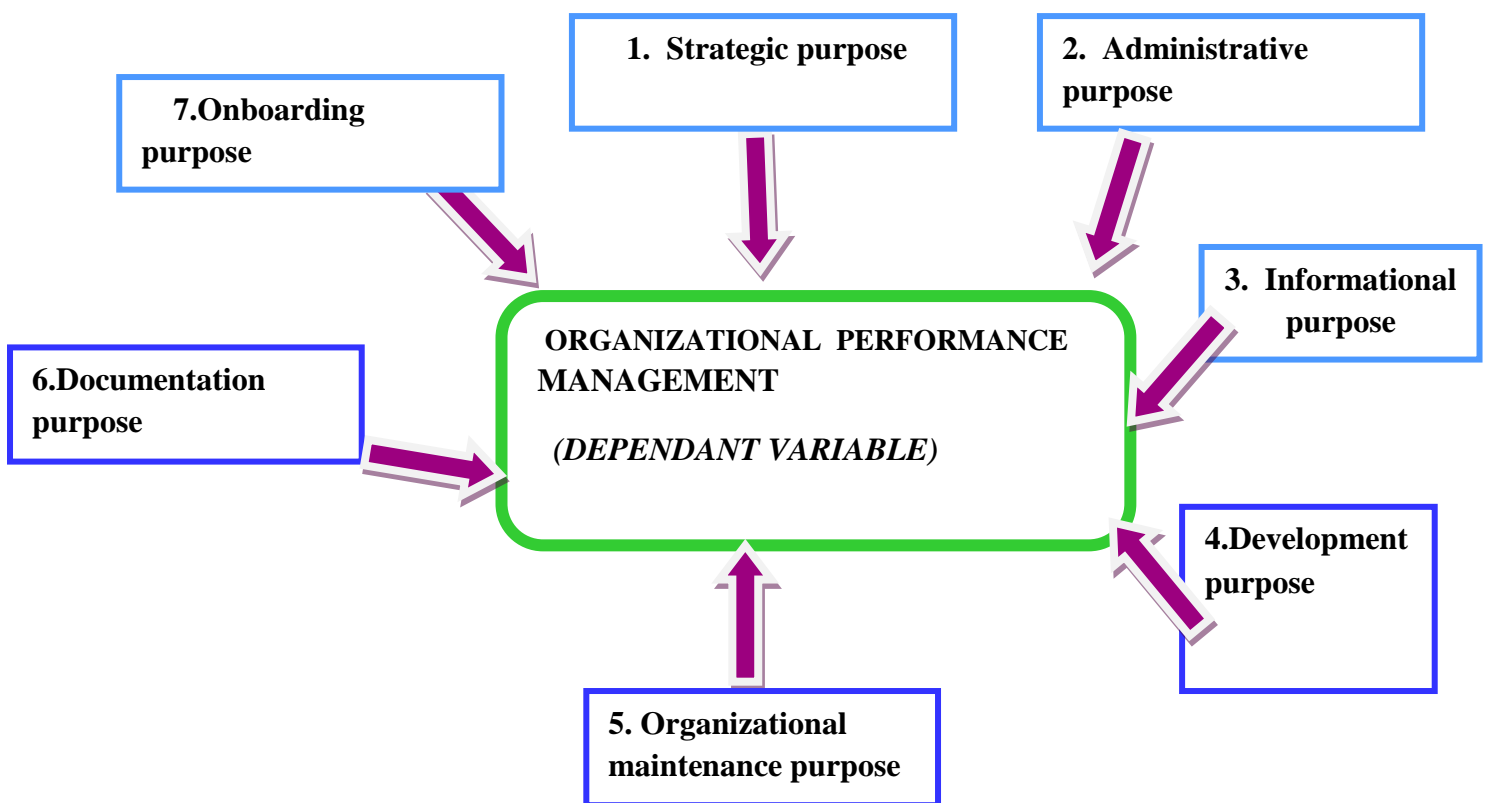 1. Strategic purpose
2. Administrative
purpose
3. Informational
purpose
4.Development
purpose
5. Organizational
maintenance purpose
6.Documentation
purpose
7.Onboarding
purpose
ORGANIZATIONAL PERFORMANCE
MANAGEMENT
(DEPENDANT VARIABLE)